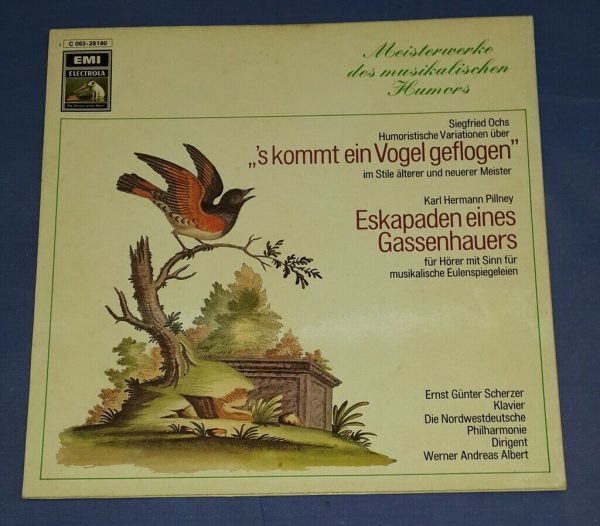 C 063-28180
EMI
ELECTROLA
Meisterwerke
des musikalischen
Humors
Siegfried Ochs
Humoristische Variationen über
„'s kommt ein Vogel geflogen”
im Stile älterer und neuerer Meister
Karl Hermann Pillney
Eskapaden eines
Gassenhauers
für Hörer mit Sinn für
musikalische Eulenspiegeleien
Ernst Günter Scherzer
Klavier
Die Nordwestdeutsche
Philharmonie
Dirigent
Werner Andreas Albert